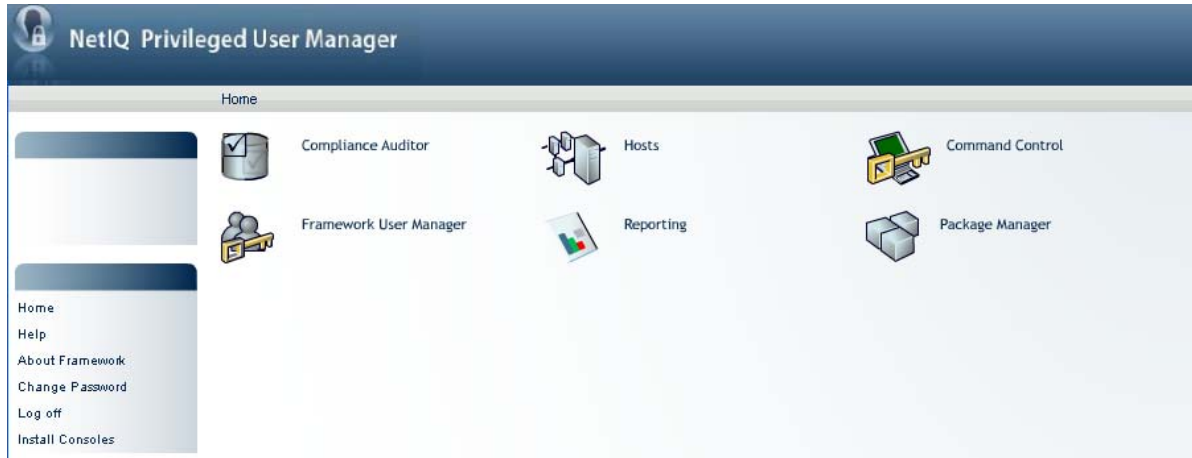 NetIQ Privileged User Manager
Home
Compliance Auditor
Hosts
Command Control
Framework User Manager
Reporting
Package Manager
Home
Help
About Framework
Change Password
Log off
Install Consoles